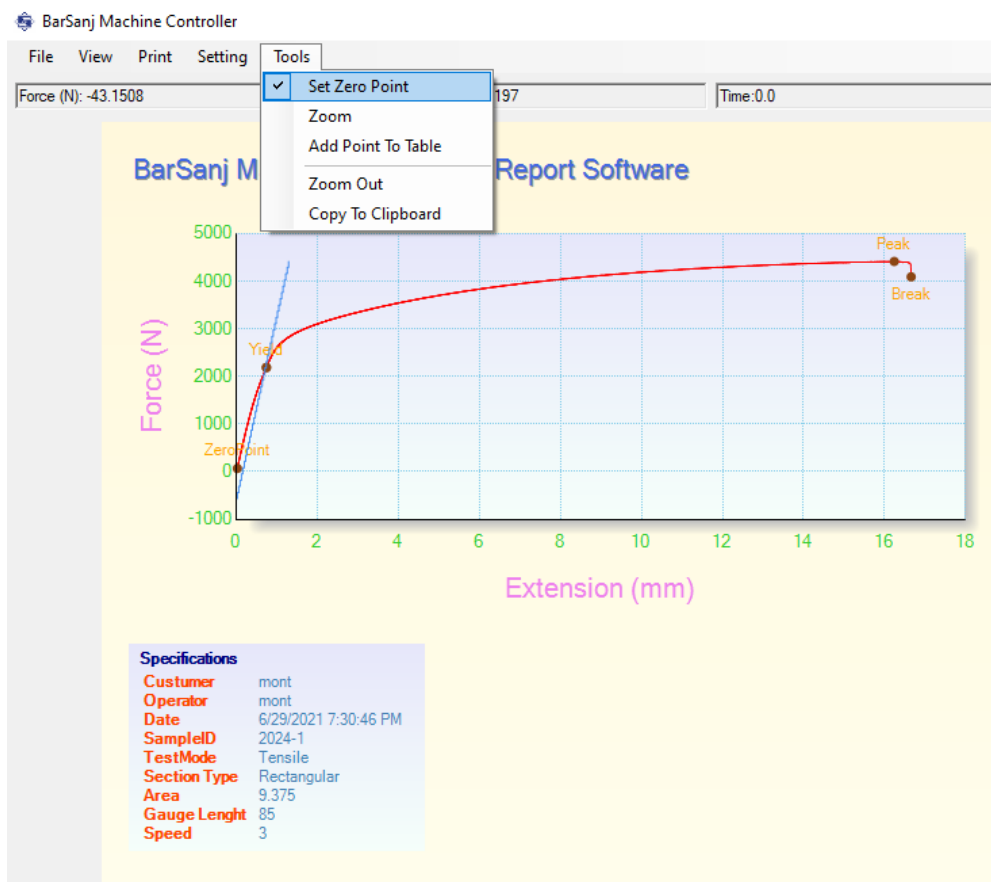 BarSanj Machine Controller
File View Print Setting Tools
Force (N): -43.1508 197 Time:0.0
Set Zero Point
Zoom
Add Point To Table
Zoom Out
Copy To Clipboard
BarSanj M Report Software
5000
4000
3000
2000
1000
0
-1000
Force (N)
Peak
Break
Yield
ZeroPoint
0 2 4 6 8 10 12 14 16 18
Extension (mm)
Specifications
Custumer mont
Operator mont
Date 6/29/2021 7:30:46 PM
SampleID 2024-1
TestMode Tensile
Section Type Rectangular
Area 9.375
Gauge Lenght 85
Speed 3